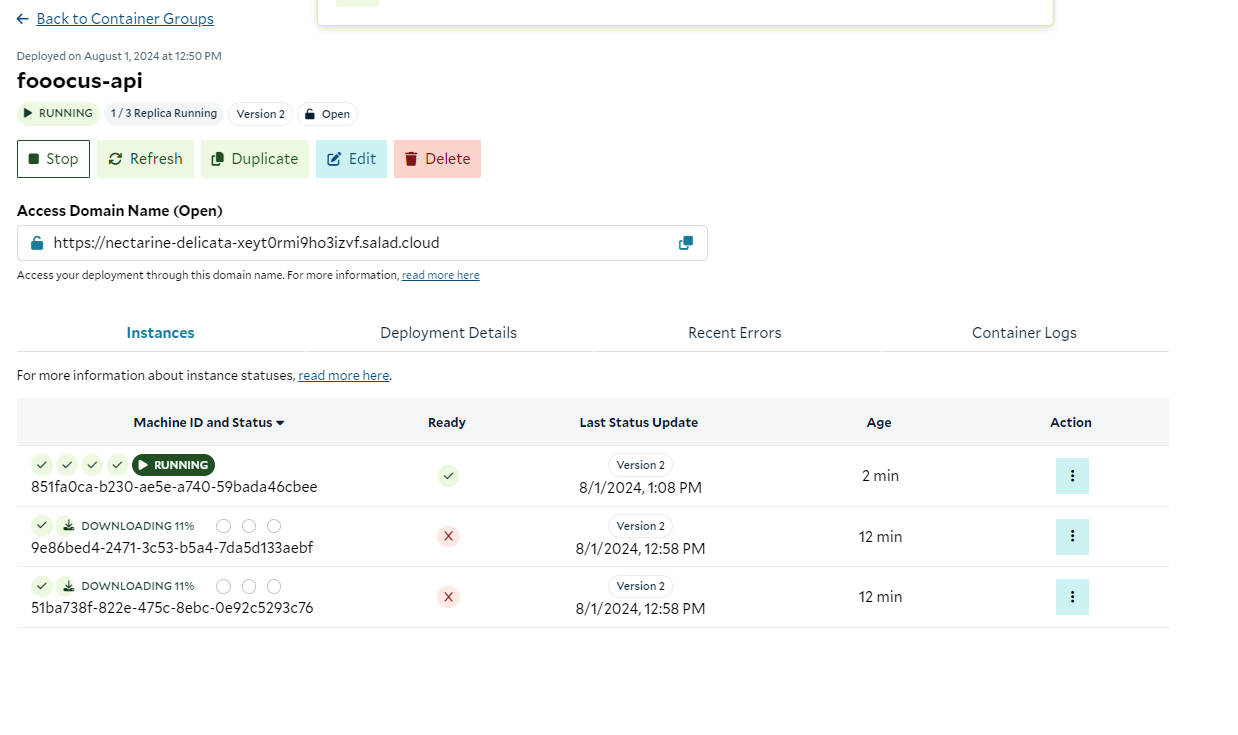 Back to Container Groups
Deployed on August 1, 2024 at 12:50 PM
fooocus-api
RUNNING 1 / 3 Replica Running Version 2 Open
Stop Refresh Duplicate Edit Delete
Access Domain Name (Open)
https://nectarine-delicata-xeyt0rmi9ho3izvf.salad.cloud
Access your deployment through this domain name. For more information, read more here
Instances Deployment Details Recent Errors Container Logs
For more information about instance statuses, read more here.
Machine ID and Status Ready Last Status Update Age Action
RUNNING Version 2
851fa0ca-b230-ae5e-a740-59bada46cbee 8/1/2024, 1:08 PM 2 min
DOWNLOADING 11% Version 2
9e86bed4-2471-3c53-b5a4-7da5d133aebf 8/1/2024, 12:58 PM 12 min
DOWNLOADING 11% Version 2
51ba738f-822e-475c-8ebc-0e92c5293c76 8/1/2024, 12:58 PM 12 min